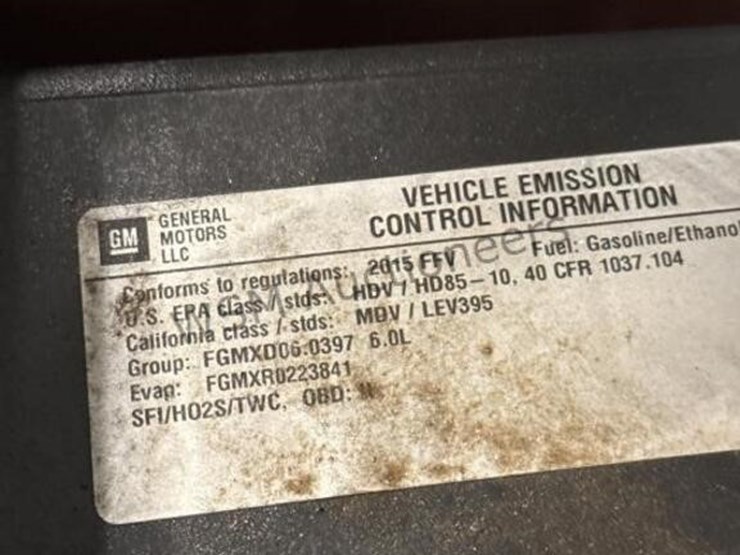 GM
GENERAL
MOTORS
LLC
VEHICLE EMISSION
CONTROL INFORMATION
Conforms to regulations: 2015 FFV Fuel: Gasoline/Ethanol
U.S. EPA class / stds: HDV / HD85-10, 40 CFR 1037.104
California class / stds: MDV / LEV395
Group: FGMXD06.0397 6.0L
Evap: FGMXR0223841
SFI/HO2S/TWC, OBD: II
WSM Auctioneers